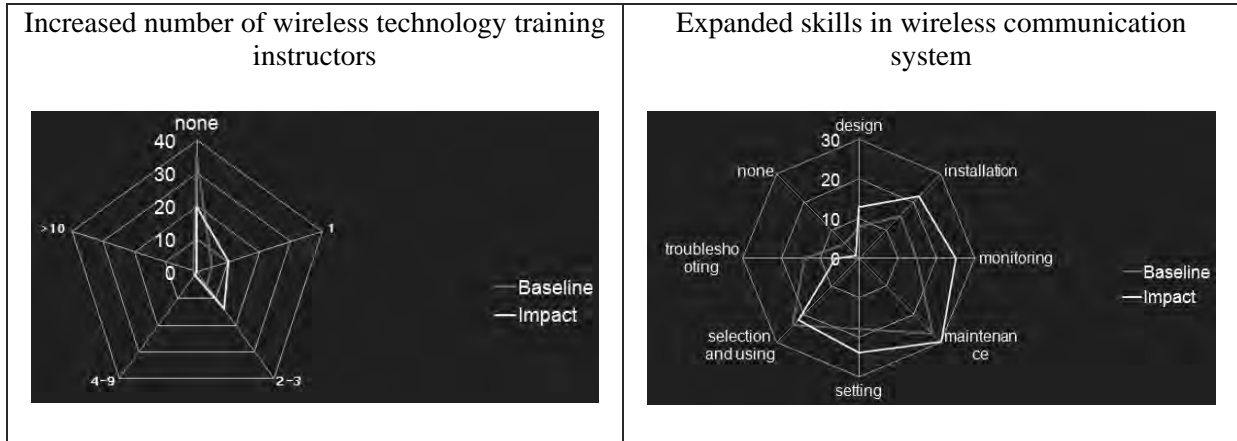 Increased number of wireless technology training
instructors
none
40
30
20
10
0
>10
1
4-9
2-3
Baseline
Impact
Expanded skills in wireless communication
system
design
30
20
10
0
none
installation
troublesho
oting
monitoring
selection
and using
maintenan
ce
setting
Baseline
Impact